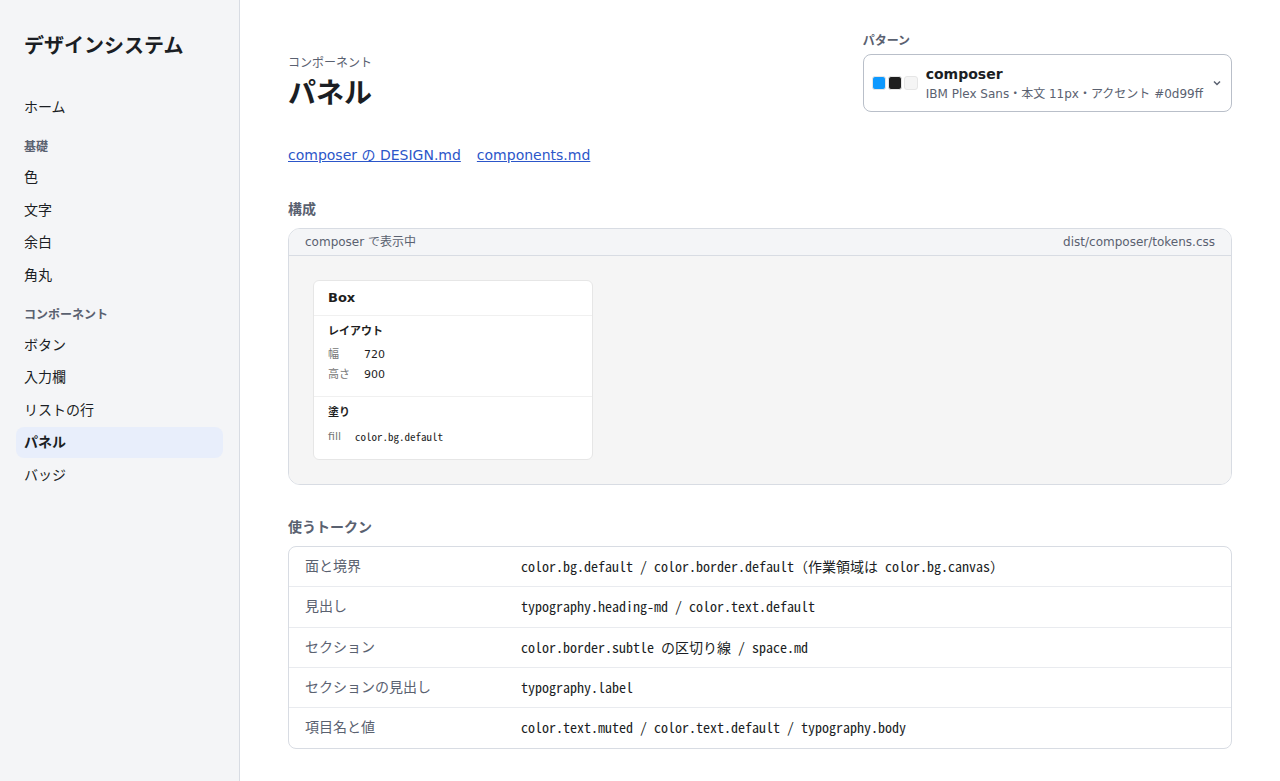 デザインシステム
ホーム
基礎
色
文字
余白
角丸
コンポーネント
ボタン
入力欄
リストの行
パネル
バッジ
コンポーネント
パネル
パターン
composer
IBM Plex Sans・本文 11px・アクセント #0d99ff
composer の DESIGN.md components.md
構成
composer で表示中 dist/composer/tokens.css
Box
レイアウト
幅 720
高さ 900
塗り
fill color.bg.default
使うトークン
面と境界 color.bg.default / color.border.default（作業領域は color.bg.canvas）
見出し typography.heading-md / color.text.default
セクション color.border.subtle の区切り線 / space.md
セクションの見出し typography.label
項目名と値 color.text.muted / color.text.default / typography.body